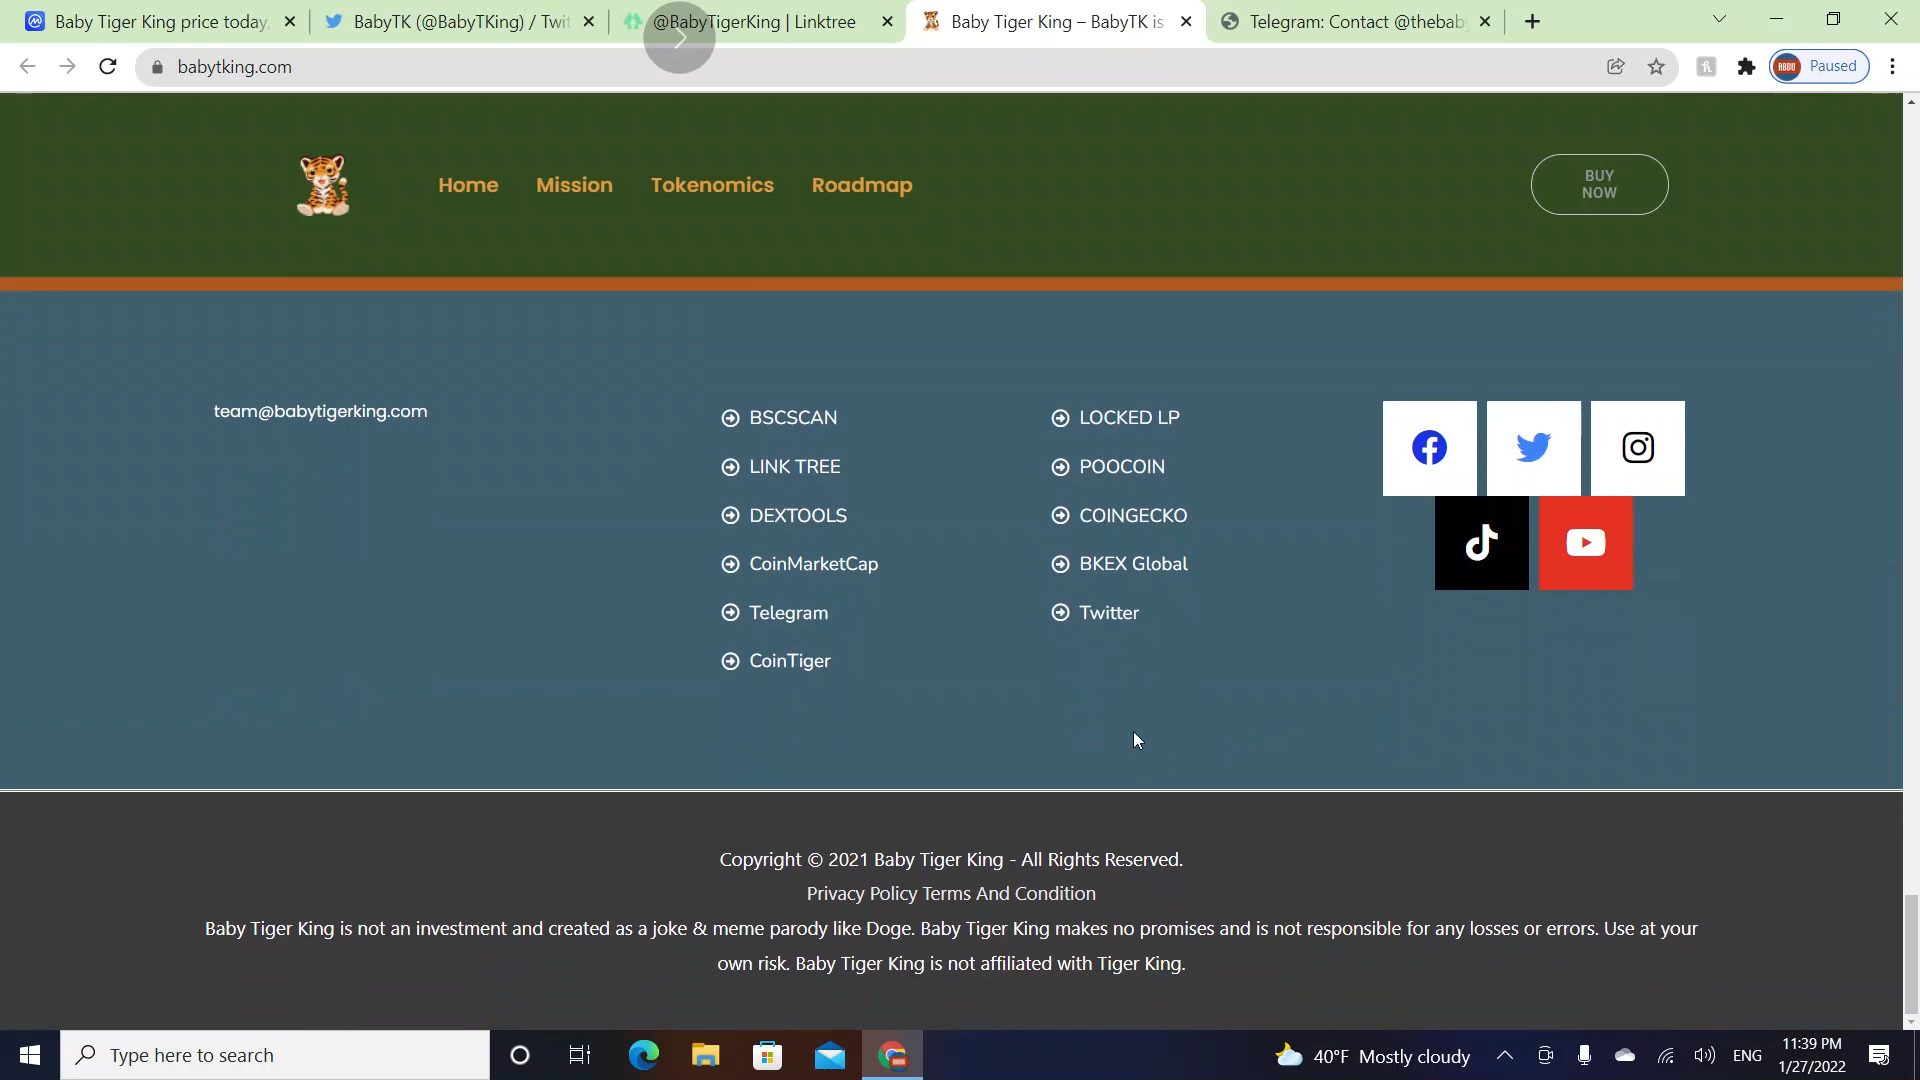 Baby Tiger King price today,
BabyTK (@BabyTKing) / Twit
@BabyTigerKing | Linktree
Baby Tiger King – BabyTK is
Telegram: Contact @thebaby
babytking.com
ABDU
Paused
Home
Mission
Tokenomics
Roadmap
BUY
NOW
team@babytigerking.com
BSCSCAN
LINK TREE
DEXTOOLS
CoinMarketCap
Telegram
CoinTiger
LOCKED LP
POOCOIN
COINGECKO
BKEX Global
Twitter
Copyright © 2021 Baby Tiger King - All Rights Reserved.
Privacy Policy Terms And Condition
Baby Tiger King is not an investment and created as a joke & meme parody like Doge. Baby Tiger King makes no promises and is not responsible for any losses or errors. Use at your
own risk. Baby Tiger King is not affiliated with Tiger King.
Type here to search
40°F Mostly cloudy
ENG
11:39 PM
1/27/2022